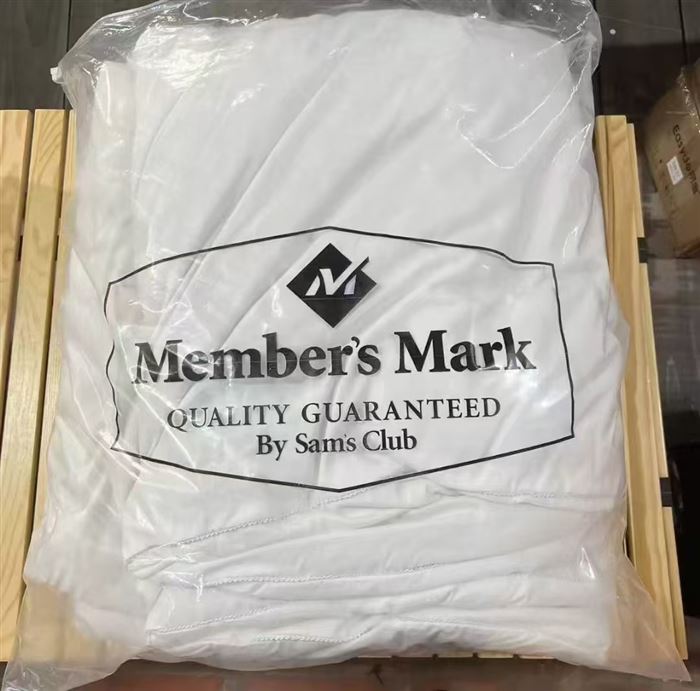 M
Member's Mark
QUALITY GUARANTEED
By Sam's Club